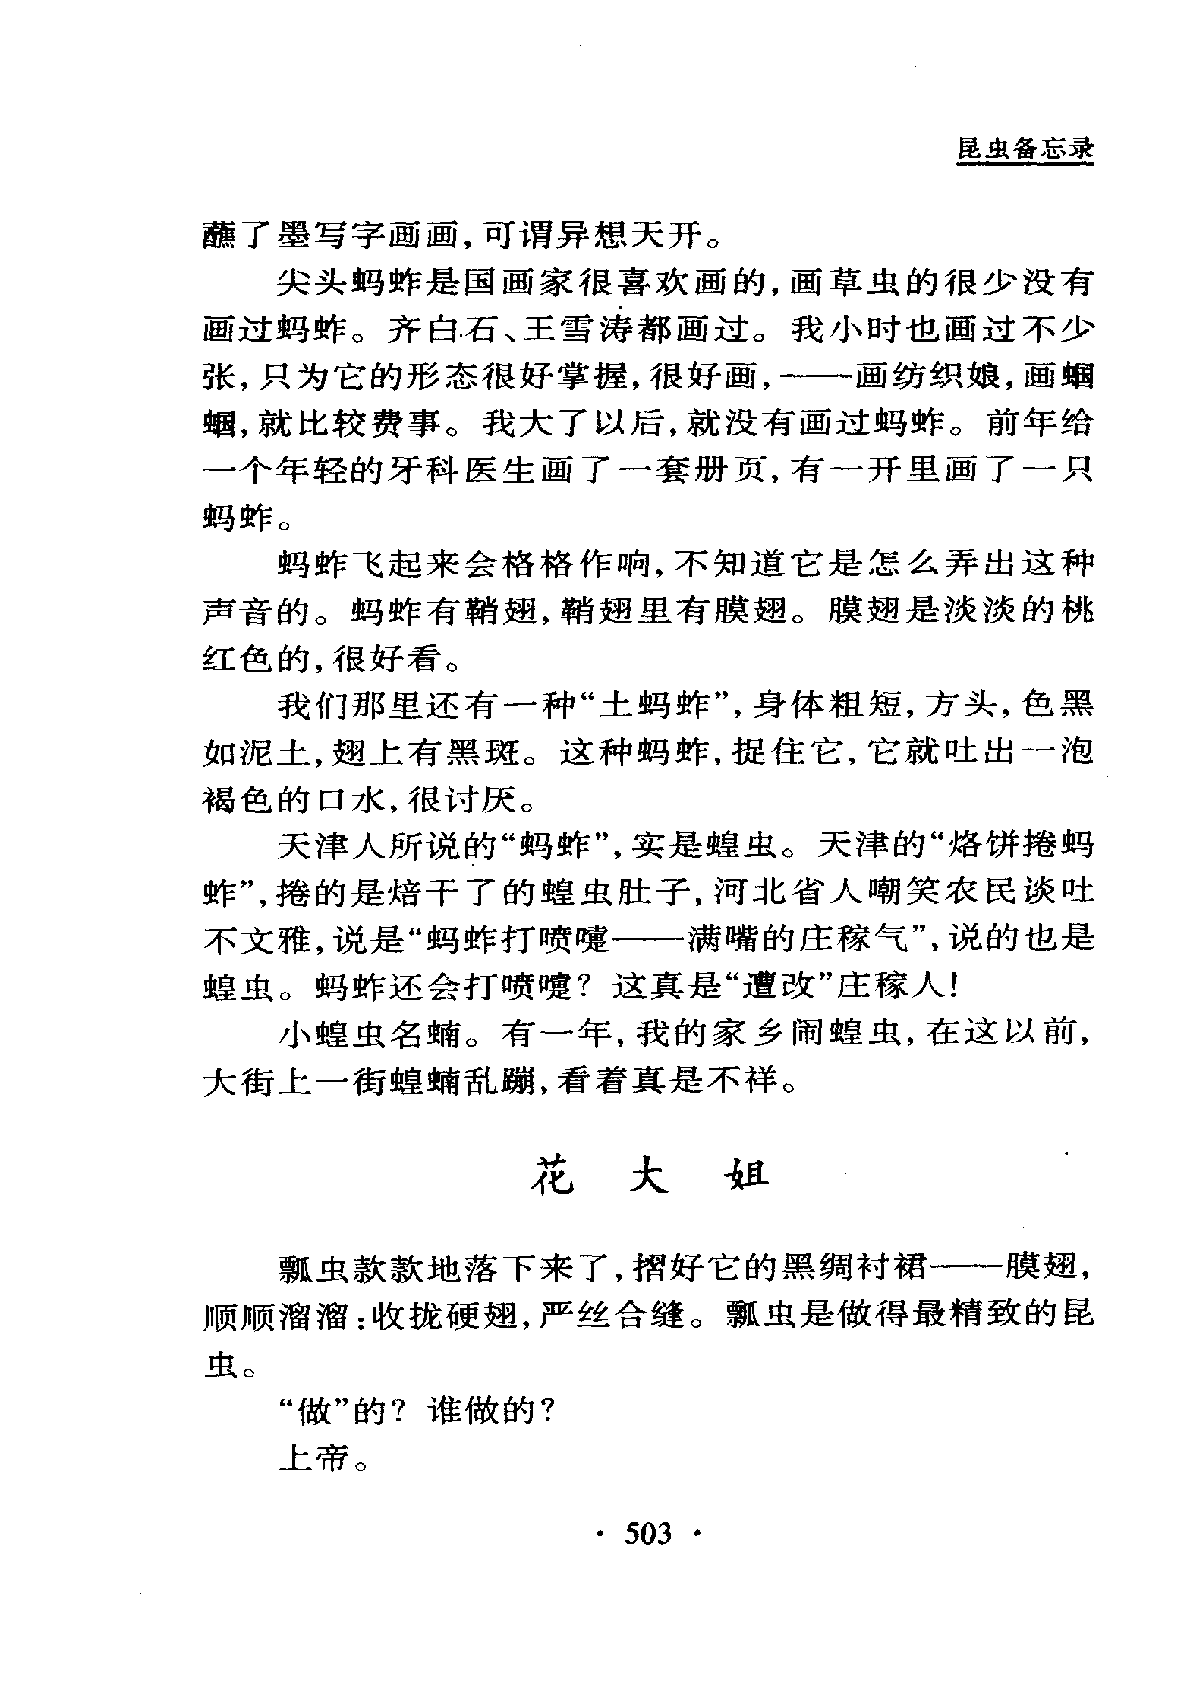 昆虫备忘录
蘸了墨写字画画，可谓异想天开。
尖头蚂蚱是国画家很喜欢画的，画草虫的很少没有
画过蚂蚱。齐白石、王雪涛都画过。我小时也画过不少
张，只为它的形态很好掌握，很好画，——画纺织娘，画蝈
蝈，就比较费事。我大了以后，就没有画过蚂蚱。前年给
一个年轻的牙科医生画了一套册页，有一开里画了一只
蚂蚱。
蚂蚱飞起来会格格作响，不知道它是怎么弄出这种
声音的。蚂蚱有鞘翅，鞘翅里有膜翅。膜翅是淡淡的桃
红色的，很好看。
我们那里还有一种“土蚂蚱”，身体粗短，方头，色黑
如泥土，翅上有黑斑。这种蚂蚱，捉住它，它就吐出一泡
褐色的口水，很讨厌。
天津人所说的“蚂蚱”，实是蝗虫。天津的“烙饼捲蚂
蚱”，捲的是焙干了的蝗虫肚子，河北省人嘲笑农民谈吐
不文雅，说是“蚂蚱打喷嚏——满嘴的庄稼气”，说的也是
蝗虫。蚂蚱还会打喷嚏？这真是“遭改”庄稼人！
小蝗虫名蝻。有一年，我的家乡闹蝗虫，在这以前，
大街上一街蝗蝻乱蹦，看着真是不祥。
花大姐
瓢虫款款地落下来了，摺好它的黑绸衬裙——膜翅，
顺顺溜溜；收拢硬翅，严丝合缝。瓢虫是做得最精致的昆
虫。
“做”的？谁做的？
上帝。
· 503 ·